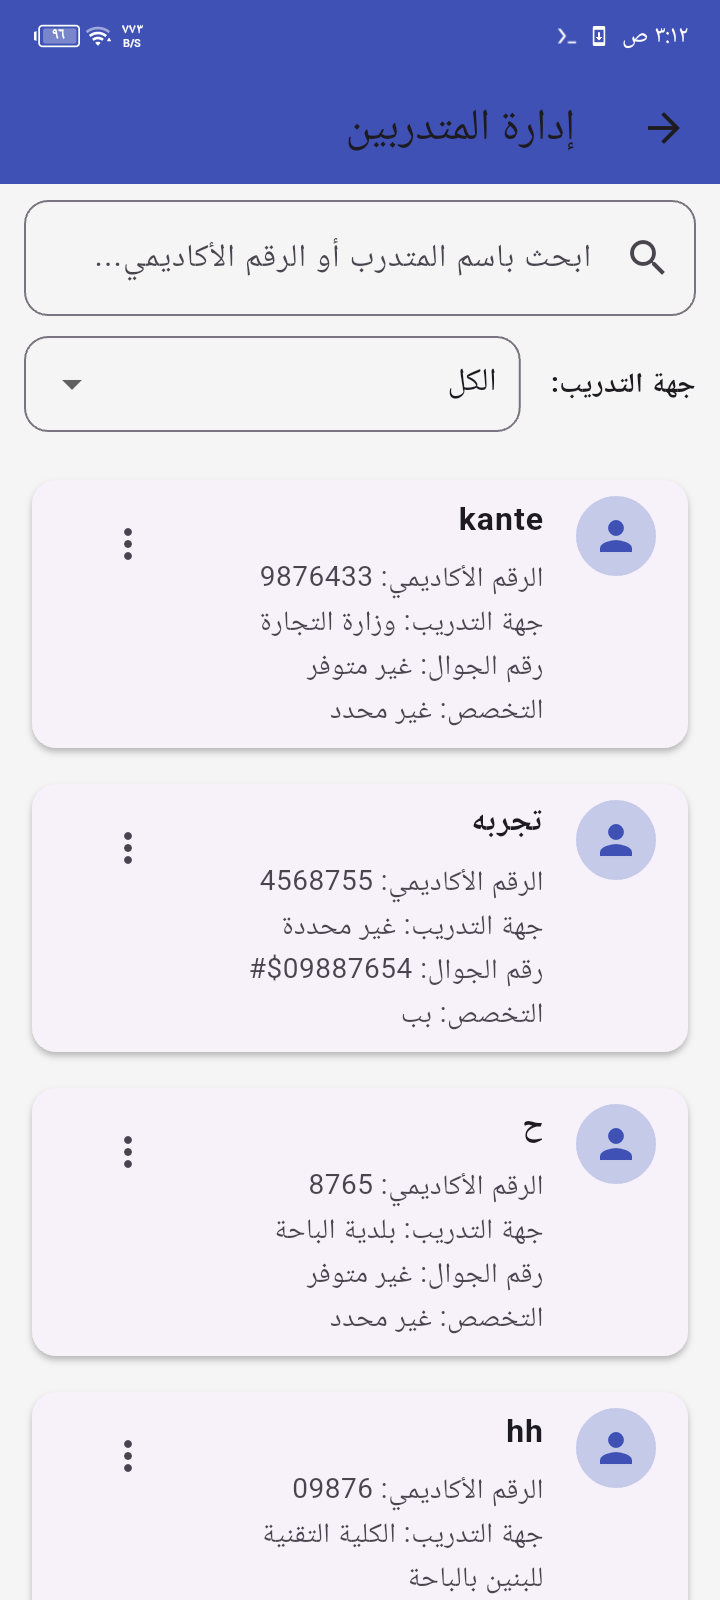 ٣:١٢ ص
٧٧٣
B/S
٩٦
إدارة المتدربين
ابحث باسم المتدرب أو الرقم الأكاديمي...
جهة التدريب:
الكل
kante
الرقم الأكاديمي: 9876433
جهة التدريب: وزارة التجارة
رقم الجوال: غير متوفر
التخصص: غير محدد
تجربه
الرقم الأكاديمي: 4568755
جهة التدريب: غير محددة
رقم الجوال: 09887654$#
التخصص: بب
ح
الرقم الأكاديمي: 8765
جهة التدريب: بلدية الباحة
رقم الجوال: غير متوفر
التخصص: غير محدد
hh
الرقم الأكاديمي: 09876
جهة التدريب: الكلية التقنية
للبنين بالباحة